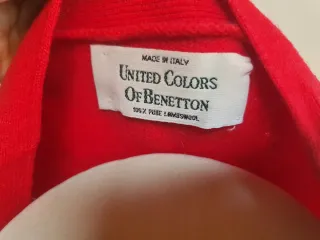 MADE IN ITALY
UNITED COLORS
OF BENETTON
100% PURE LAMBSWOOL